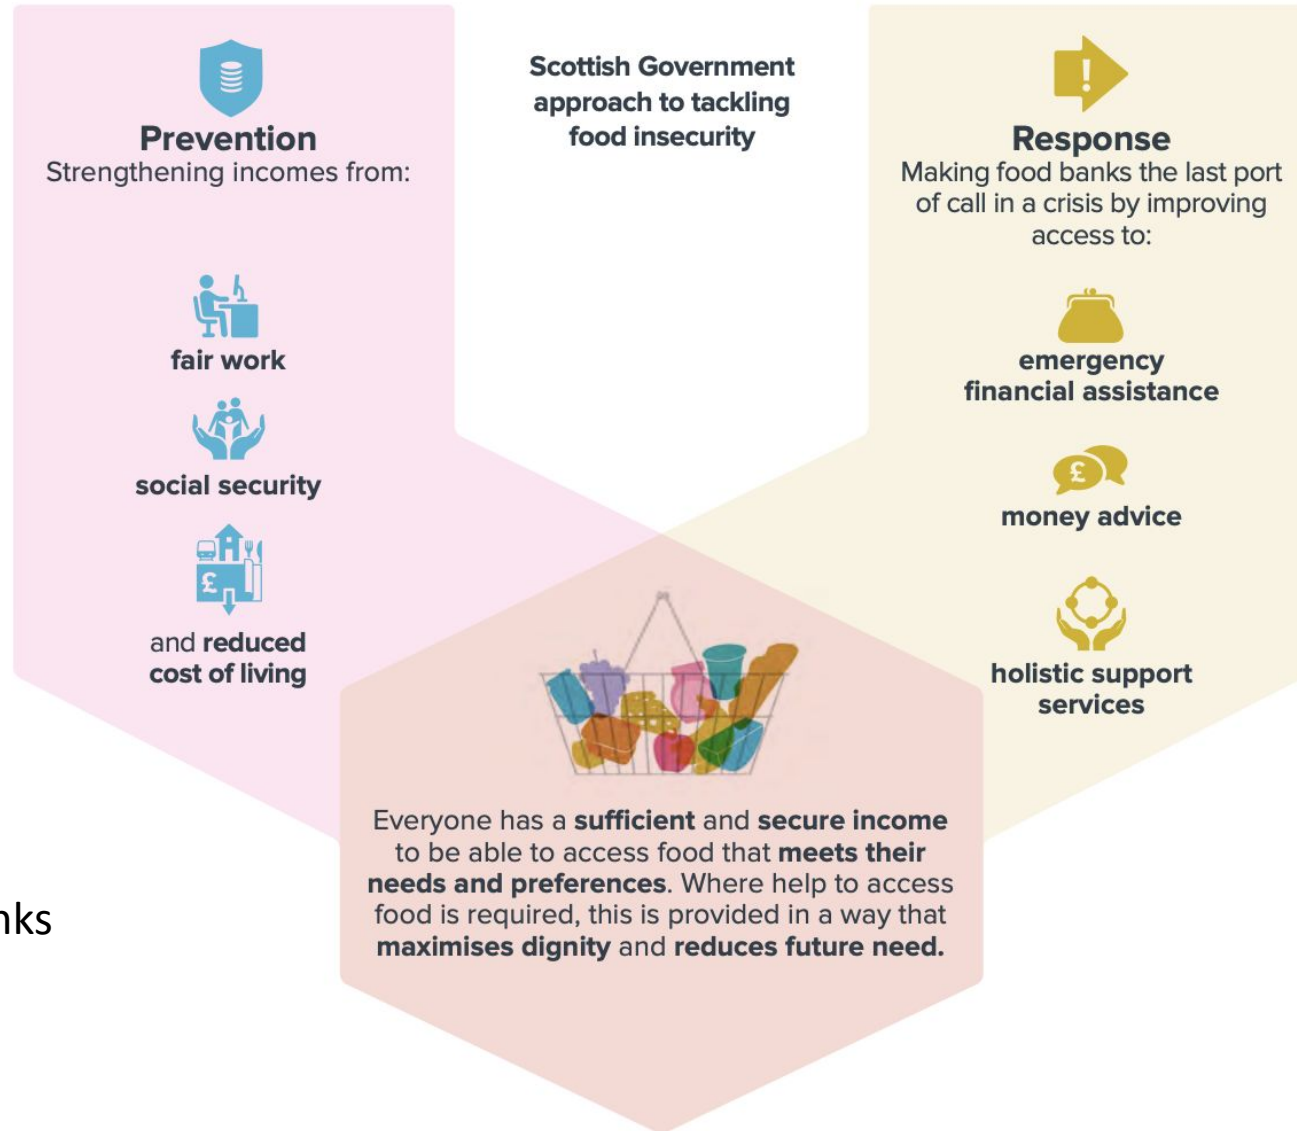 Scottish Government
approach to tackling
food insecurity
Prevention
Strengthening incomes from:
fair work
social security
£
and reduced
cost of living
!
Response
Making food banks the last port
of call in a crisis by improving
access to:
emergency
financial assistance
£
money advice
holistic support
services
Everyone has a sufficient and secure income
to be able to access food that meets their
needs and preferences. Where help to access
food is required, this is provided in a way that
maximises dignity and reduces future need.